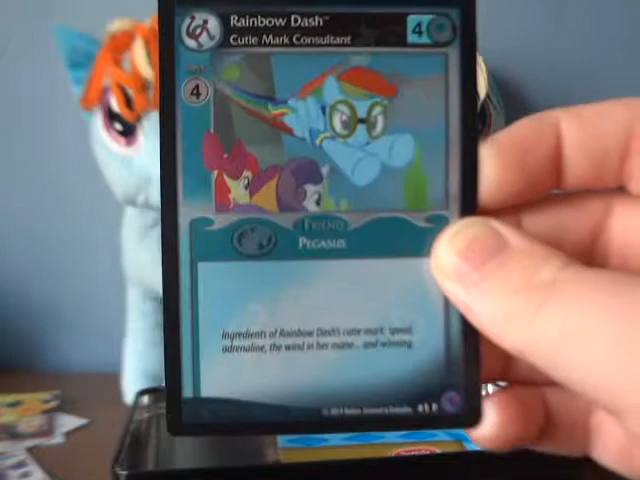 Rainbow Dash™
Cutie Mark Consultant
4
4
Friend
Pegasus
Ingredients of Rainbow Dash's cutie mark: speed,
adrenaline, the wind in her mane... and winning.